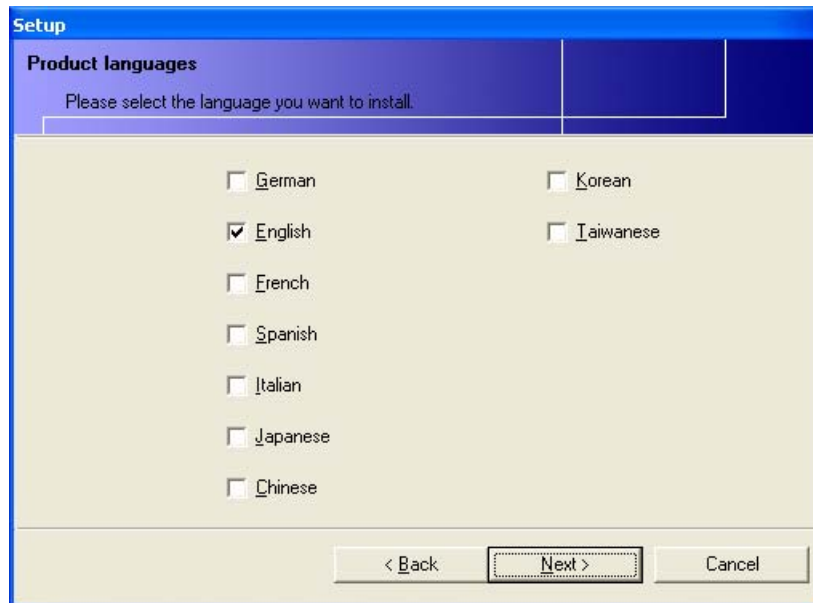 Setup
Product languages
Please select the language you want to install.
German
English
French
Spanish
Italian
Japanese
Chinese
Korean
Taiwanese
< Back
Next >
Cancel